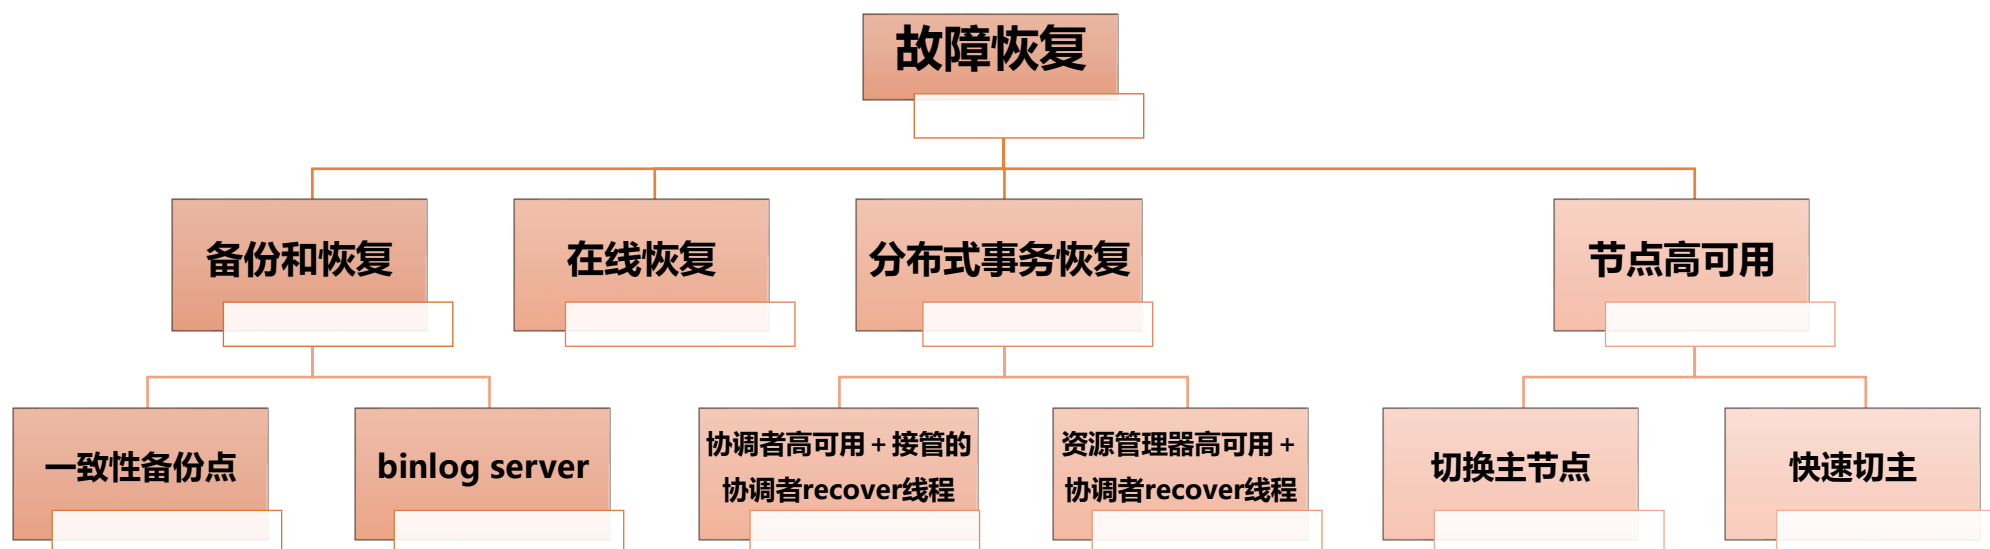 故障恢复
备份和恢复
在线恢复
分布式事务恢复
节点高可用
一致性备份点
binlog server
协调者高可用+接管的
协调者recover线程
资源管理器高可用+
协调者recover线程
切换主节点
快速切主